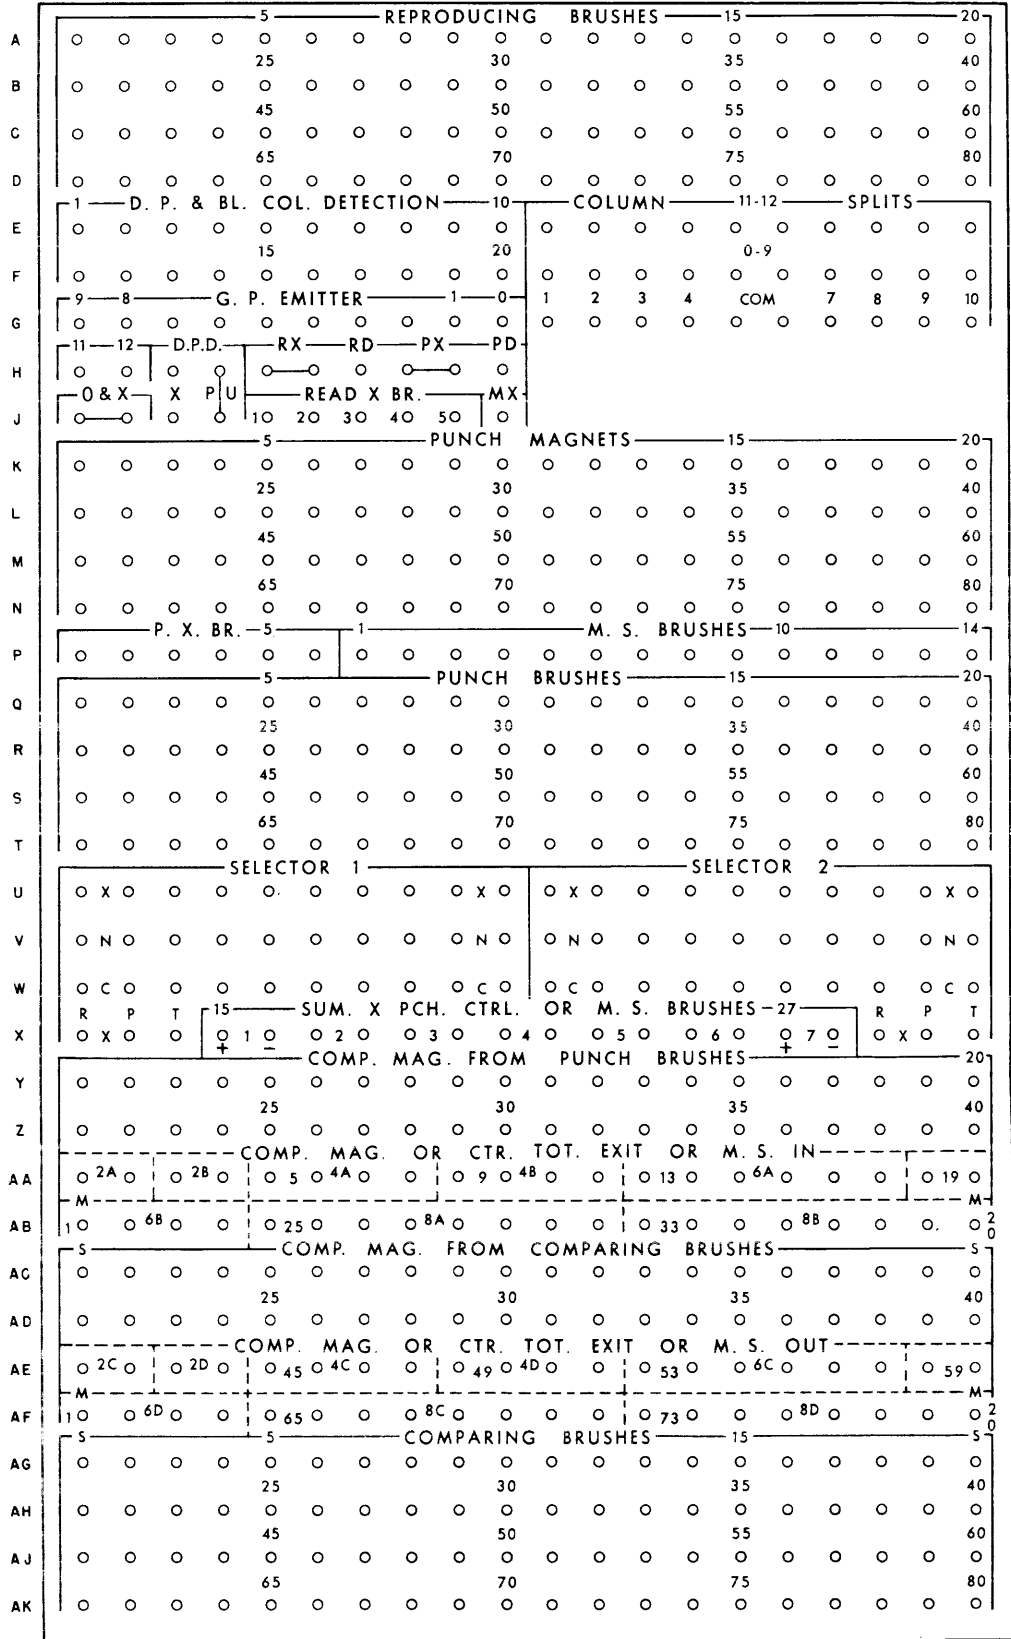 5 REPRODUCING BRUSHES 15 20
A
25 30 35 40
B
45 50 55 60
C
65 70 75 80
D
1 D. P. & BL. COL. DETECTION 10 COLUMN 11-12 SPLITS
E
15 20 0-9
F
9 8 G. P. EMITTER 1 0 1 2 3 4 COM 7 8 9 10
G
11 12 D.P.D. RX RD PX PD
H
0 & X X P U READ X BR. MX
J 10 20 30 40 50
5 PUNCH MAGNETS 15 20
K
25 30 35 40
L
45 50 55 60
M
65 70 75 80
N
P. X. BR. 5 1 M. S. BRUSHES 10 14
P
5 PUNCH BRUSHES 15 20
Q
25 30 35 40
R
45 50 55 60
S
65 70 75 80
T
SELECTOR 1 SELECTOR 2
U X X X X
V N N N N
W C C C C
R P T 15 SUM. X PCH. CTRL. OR M. S. BRUSHES 27 R P T
X X 1 2 3 4 5 6 7 X
+ - + -
COMP. MAG. FROM PUNCH BRUSHES 20
Y
25 30 35 40
Z
COMP. MAG. OR CTR. TOT. EXIT OR M. S. IN
AA 2A 2B 5 4A 9 4B 13 6A 19
M M
AB 1 6B 25 8A 33 8B 20
S COMP. MAG. FROM COMPARING BRUSHES S
AC
25 30 35 40
AD
COMP. MAG. OR CTR. TOT. EXIT OR M. S. OUT
AE 2C 2D 45 4C 49 4D 53 6C 59
M M
AF 1 6D 65 8C 73 8D 20
S 5 COMPARING BRUSHES 15 S
AG
25 30 35 40
AH
45 50 55 60
AJ
65 70 75 80
AK